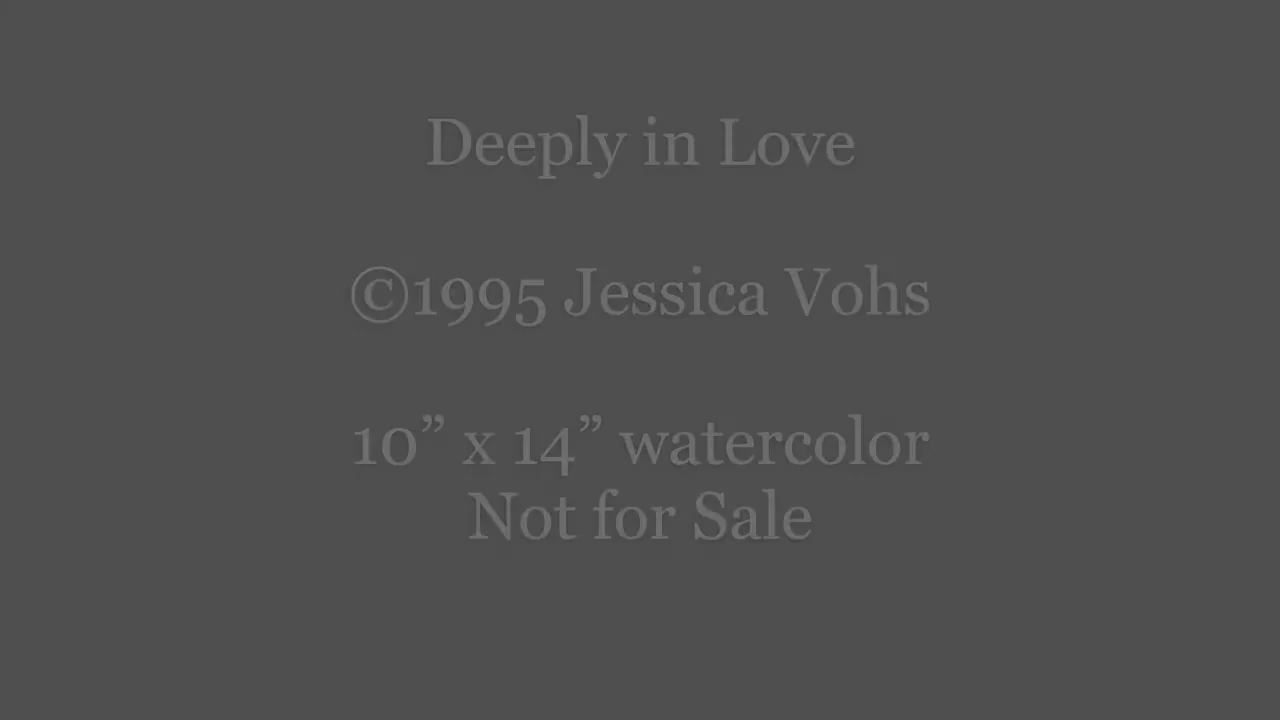 Deeply in Love
©1995 Jessica Vohs
10” x 14” watercolor
Not for Sale